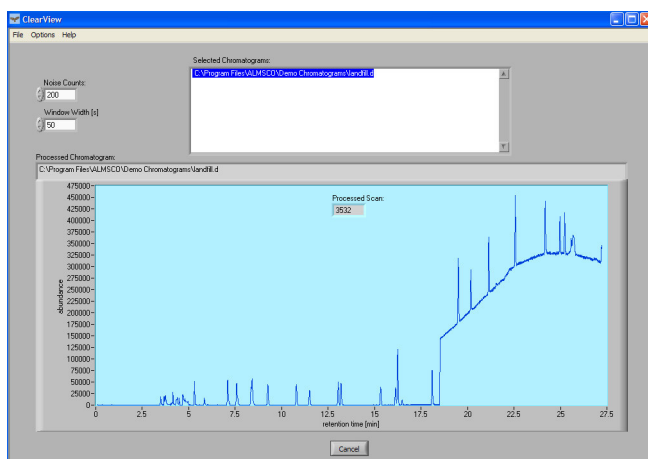 ClearView
File Options Help
Selected Chromatograms:
C:\Program Files\ALMSCO\Demo Chromatograms\landfill.d
Noise Counts:
200
Window Width [s]
50
Processed Chromatogram:
C:\Program Files\ALMSCO\Demo Chromatograms\landfill.d
Processed Scan:
3532
475000
450000
425000
400000
375000
350000
325000
300000
275000
250000
225000
200000
175000
150000
125000
100000
75000
50000
25000
0
abundance
0 2.5 5 7.5 10 12.5 15 17.5 20 22.5 25 27.5
retention time [min]
Cancel